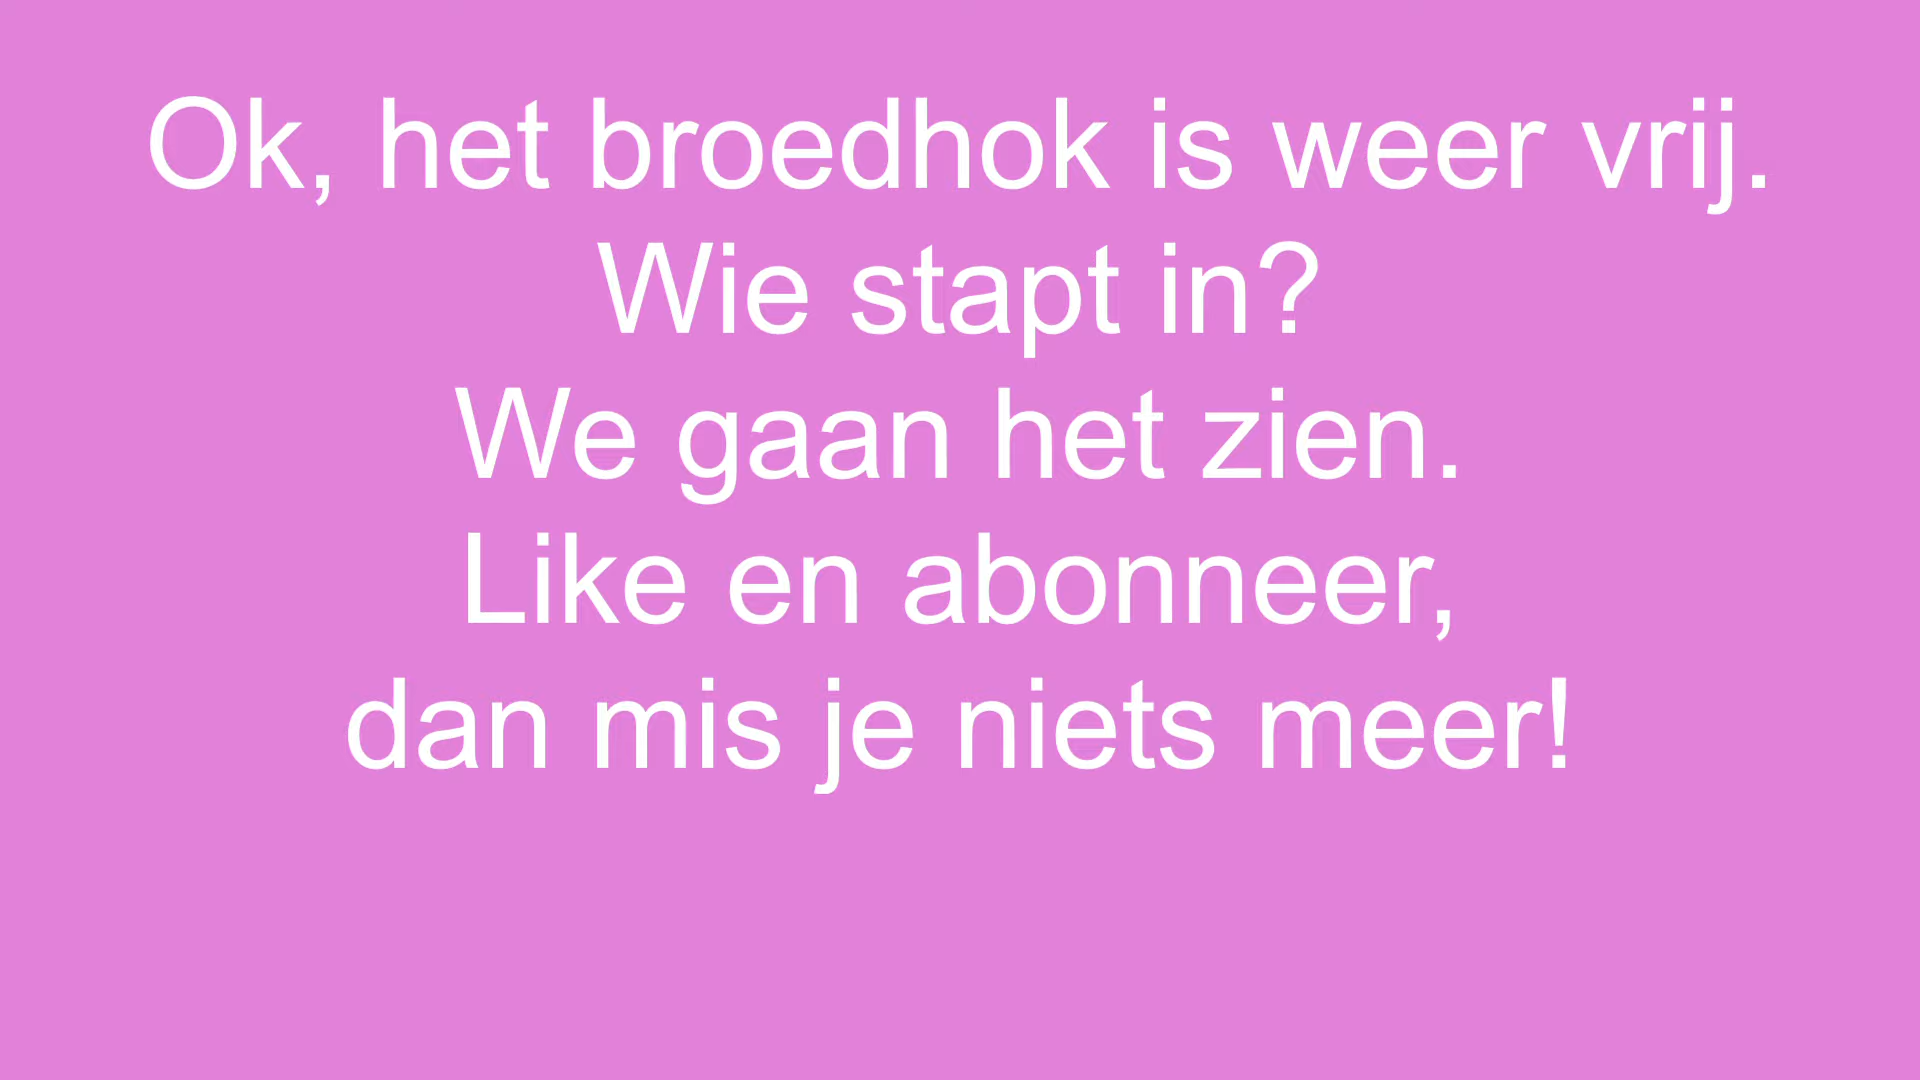 Ok, het broedhok is weer vrij.
Wie stapt in?
We gaan het zien.
Like en abonneer,
dan mis je niets meer!